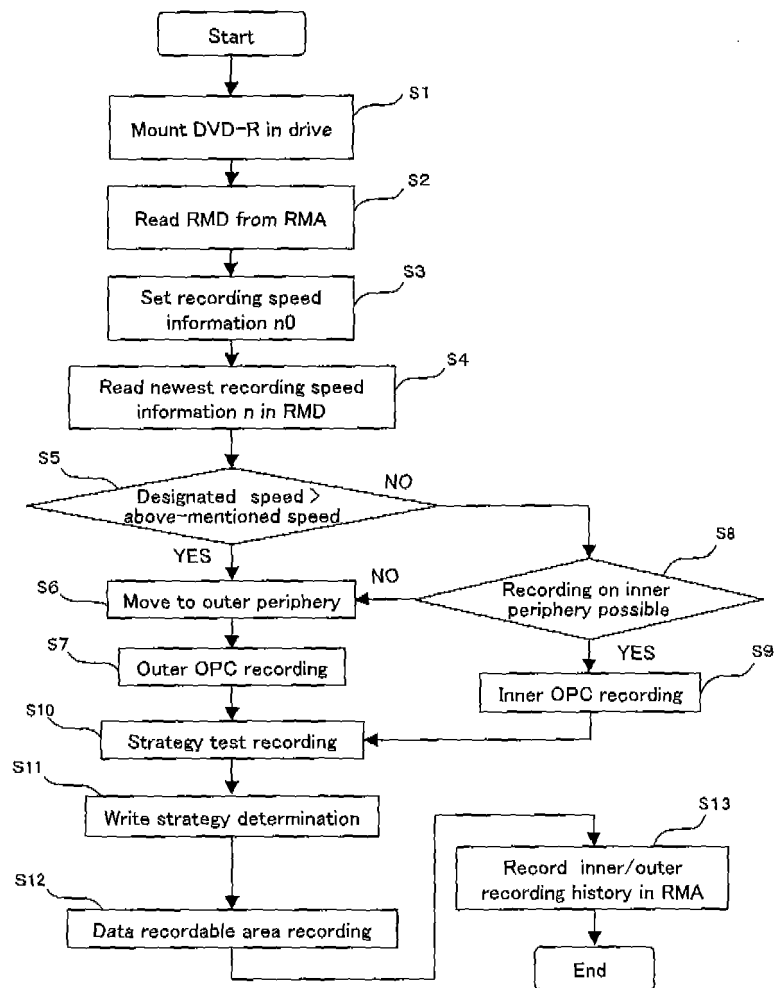 Start
S1
Mount DVD-R in drive
S2
Read RMD from RMA
S3
Set recording speed
information n0
S4
Read newest recording speed
information n in RMD
S5
Designated speed >
above-mentioned speed
NO
YES
S8
Recording on inner
periphery possible
NO
YES
S6
Move to outer periphery
S7
Outer OPC recording
S9
Inner OPC recording
S10
Strategy test recording
S11
Write strategy determination
S12
Data recordable area recording
S13
Record inner/outer
recording history in RMA
End